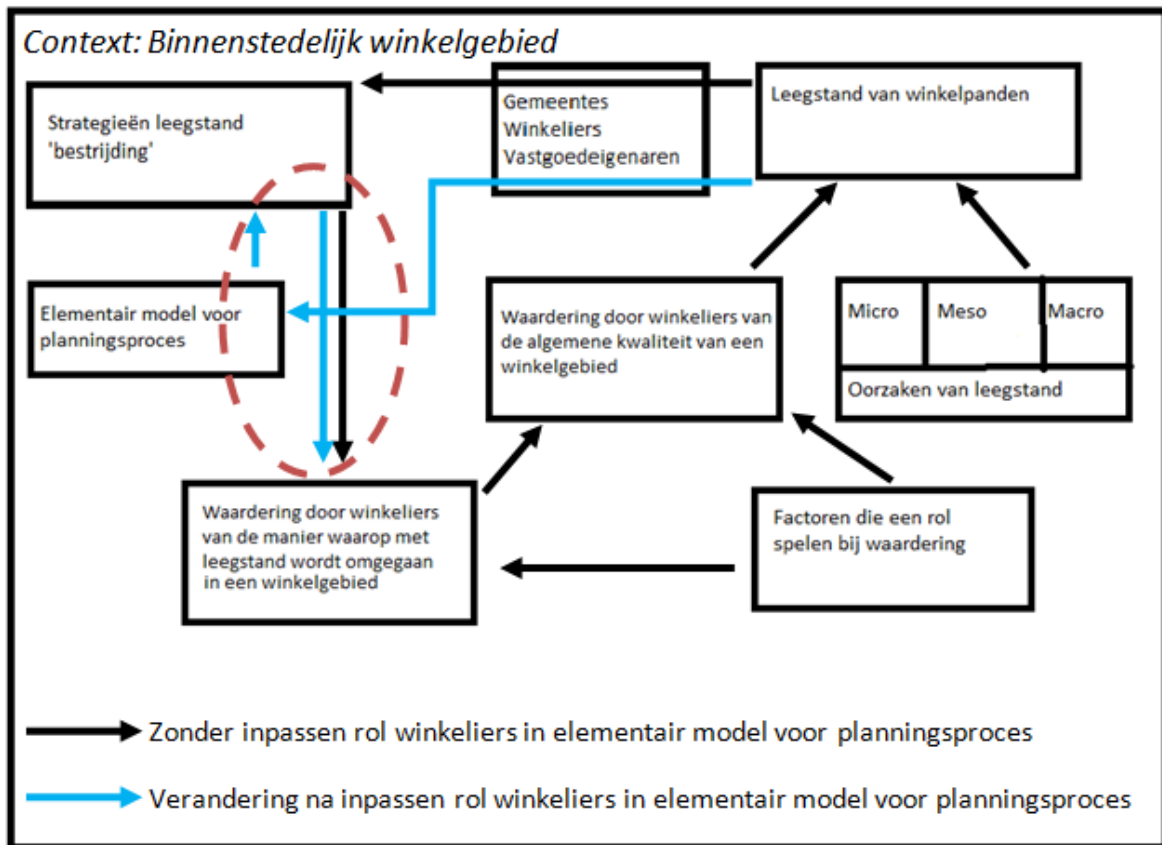 Context: Binnenstedelijk winkelgebied
Strategieën leegstand
'bestrijding'
Gemeentes
Winkeliers
Vastgoedeigenaren
Leegstand van winkelpanden
Elementair model voor
planningsproces
Waardering door winkeliers van
de algemene kwaliteit van een
winkelgebied
Micro
Meso
Macro
Oorzaken van leegstand
Waardering door winkeliers
van de manier waarop met
leegstand wordt omgegaan
in een winkelgebied
Factoren die een rol
spelen bij waardering
Zonder inpassen rol winkeliers in elementair model voor planningsproces
Verandering na inpassen rol winkeliers in elementair model voor planningsproces